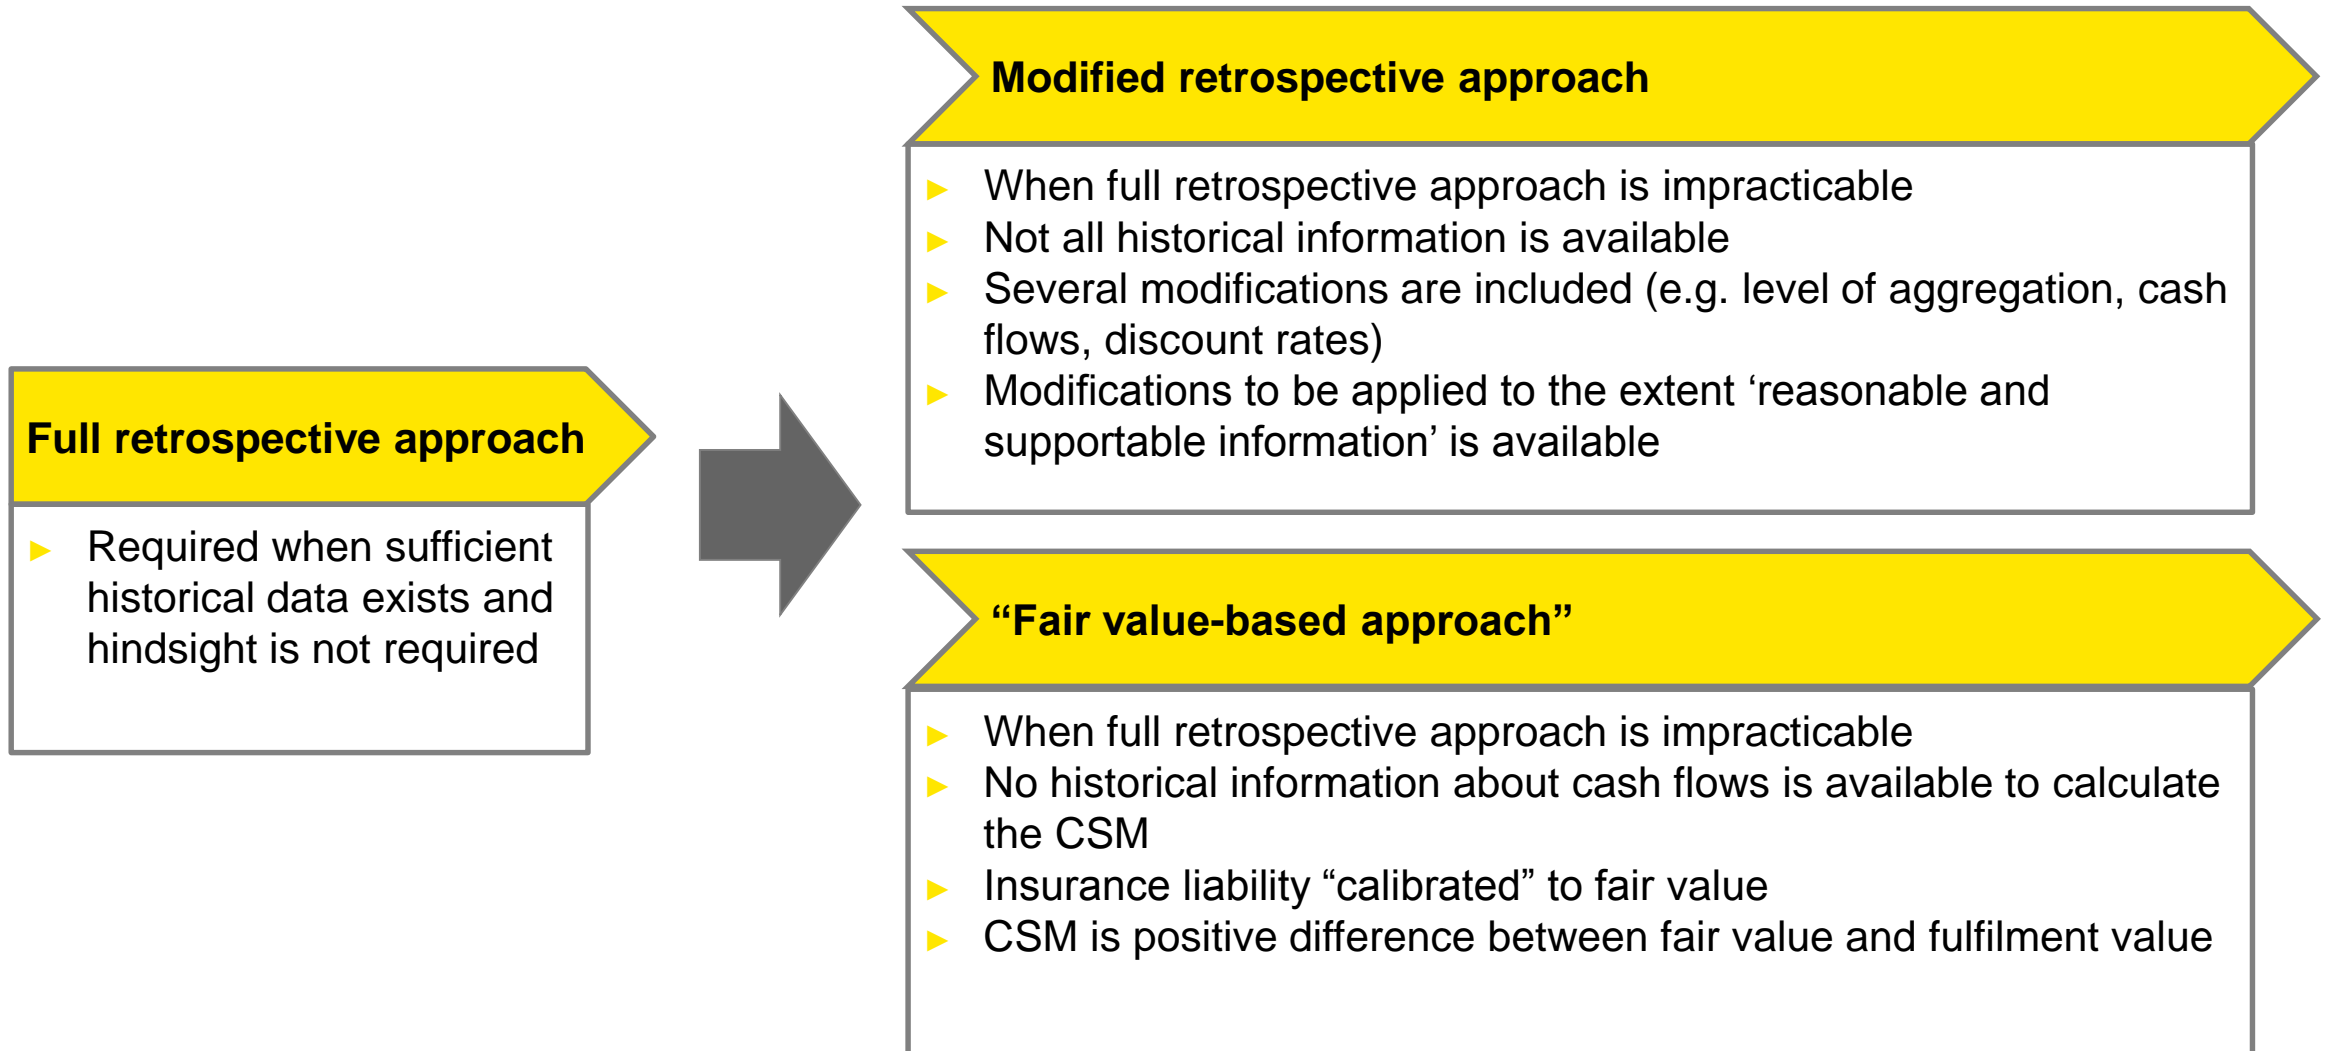 Full retrospective approach
► Required when sufficient
historical data exists and
hindsight is not required
Modified retrospective approach
► When full retrospective approach is impracticable
► Not all historical information is available
► Several modifications are included (e.g. level of aggregation, cash
flows, discount rates)
► Modifications to be applied to the extent ‘reasonable and
supportable information’ is available
“Fair value-based approach”
► When full retrospective approach is impracticable
► No historical information about cash flows is available to calculate
the CSM
► Insurance liability “calibrated” to fair value
► CSM is positive difference between fair value and fulfilment value